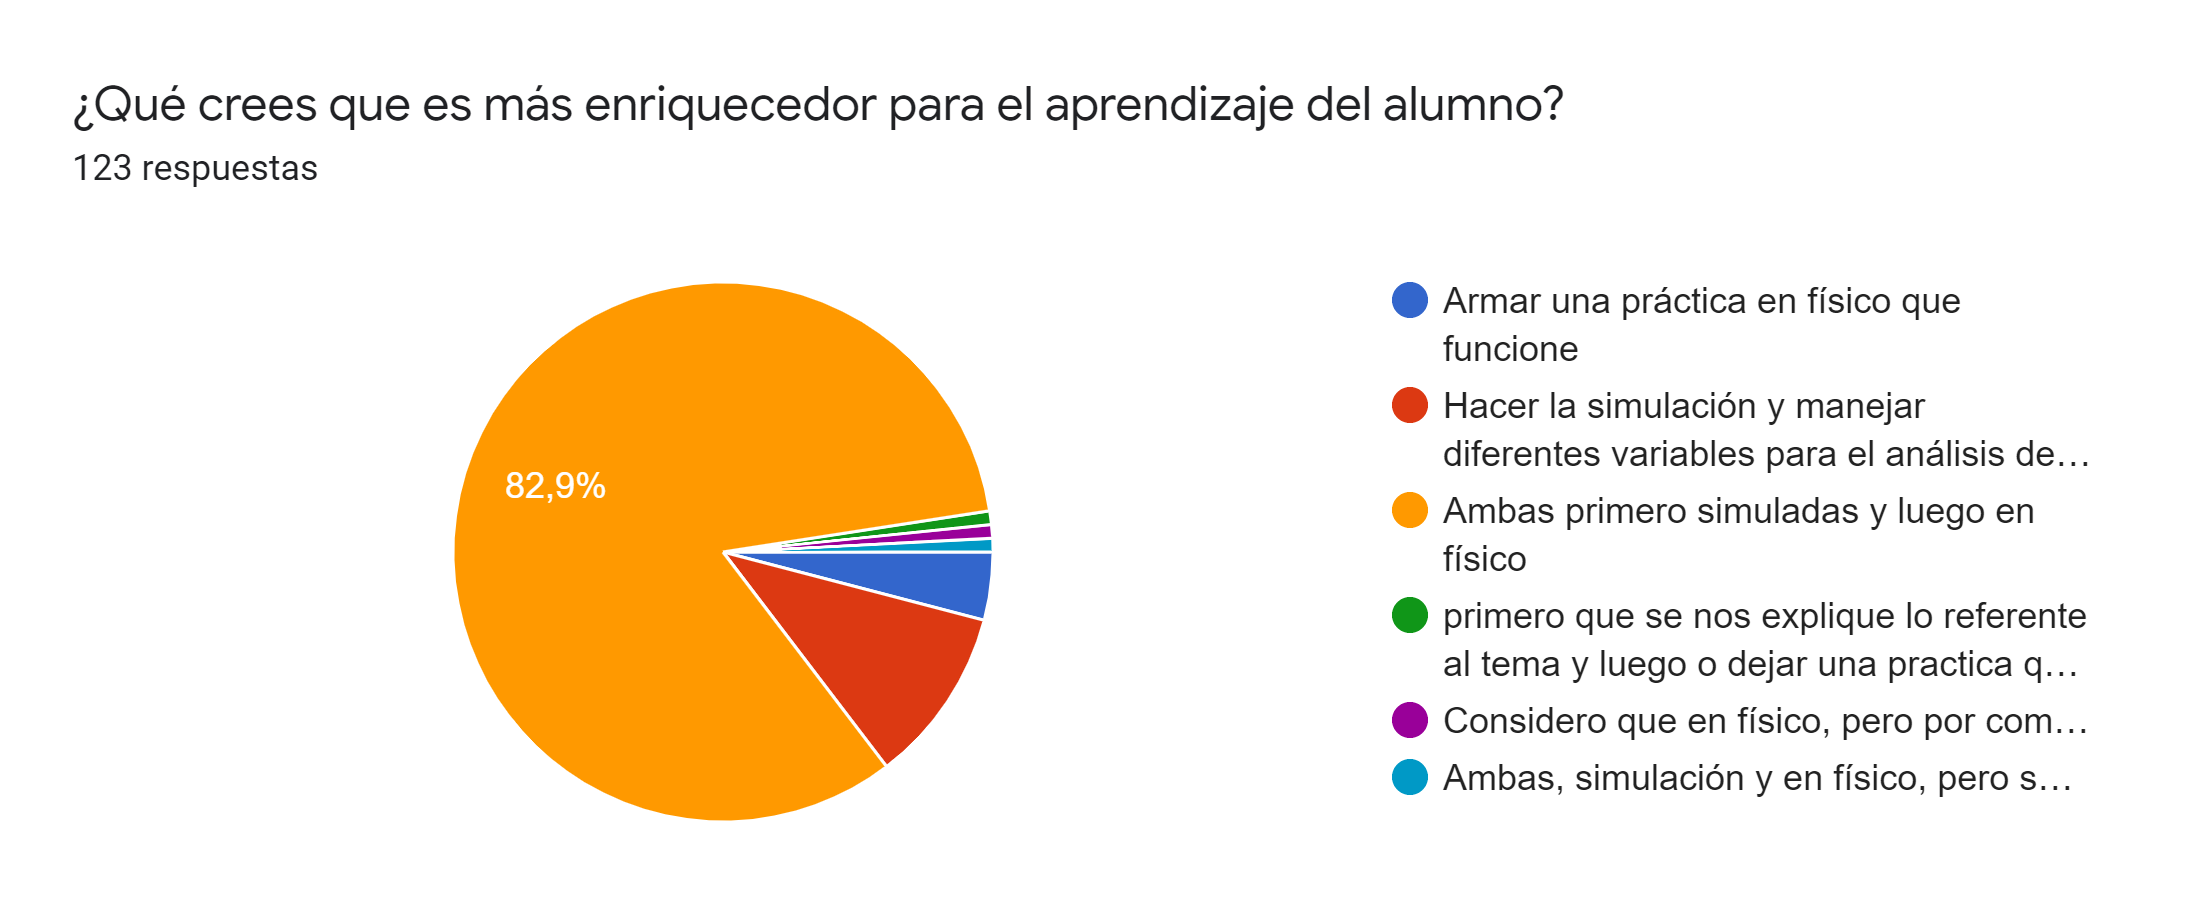 ¿Qué crees que es más enriquecedor para el aprendizaje del alumno?
123 respuestas
82,9%
Armar una práctica en físico que
funcione
Hacer la simulación y manejar
diferentes variables para el análisis de…
Ambas primero simuladas y luego en
físico
primero que se nos explique lo referente
al tema y luego o dejar una practica q…
Considero que en físico, pero por com…
Ambas, simulación y en físico, pero s…